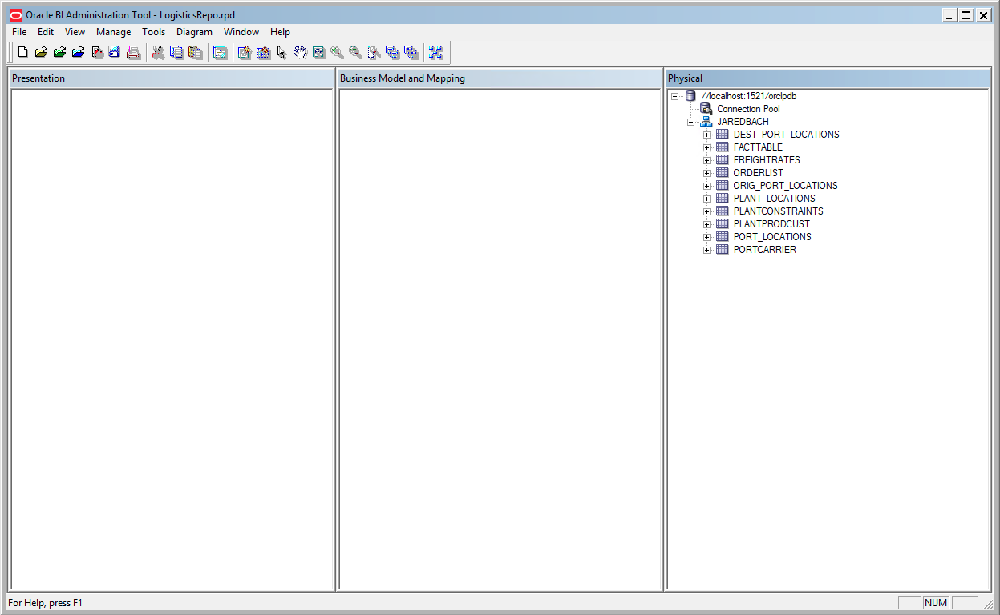 Oracle BI Administration Tool - LogisticsRepo.rpd
File Edit View Manage Tools Diagram Window Help
Presentation
Business Model and Mapping
Physical
//localhost:1521/orclpdb
Connection Pool
JAREDBACH
DEST_PORT_LOCATIONS
FACTTABLE
FREIGHTRATES
ORDERLIST
ORIG_PORT_LOCATIONS
PLANT_LOCATIONS
PLANTCONSTRAINTS
PLANTPRODCUST
PORT_LOCATIONS
PORTCARRIER
For Help, press F1
NUM